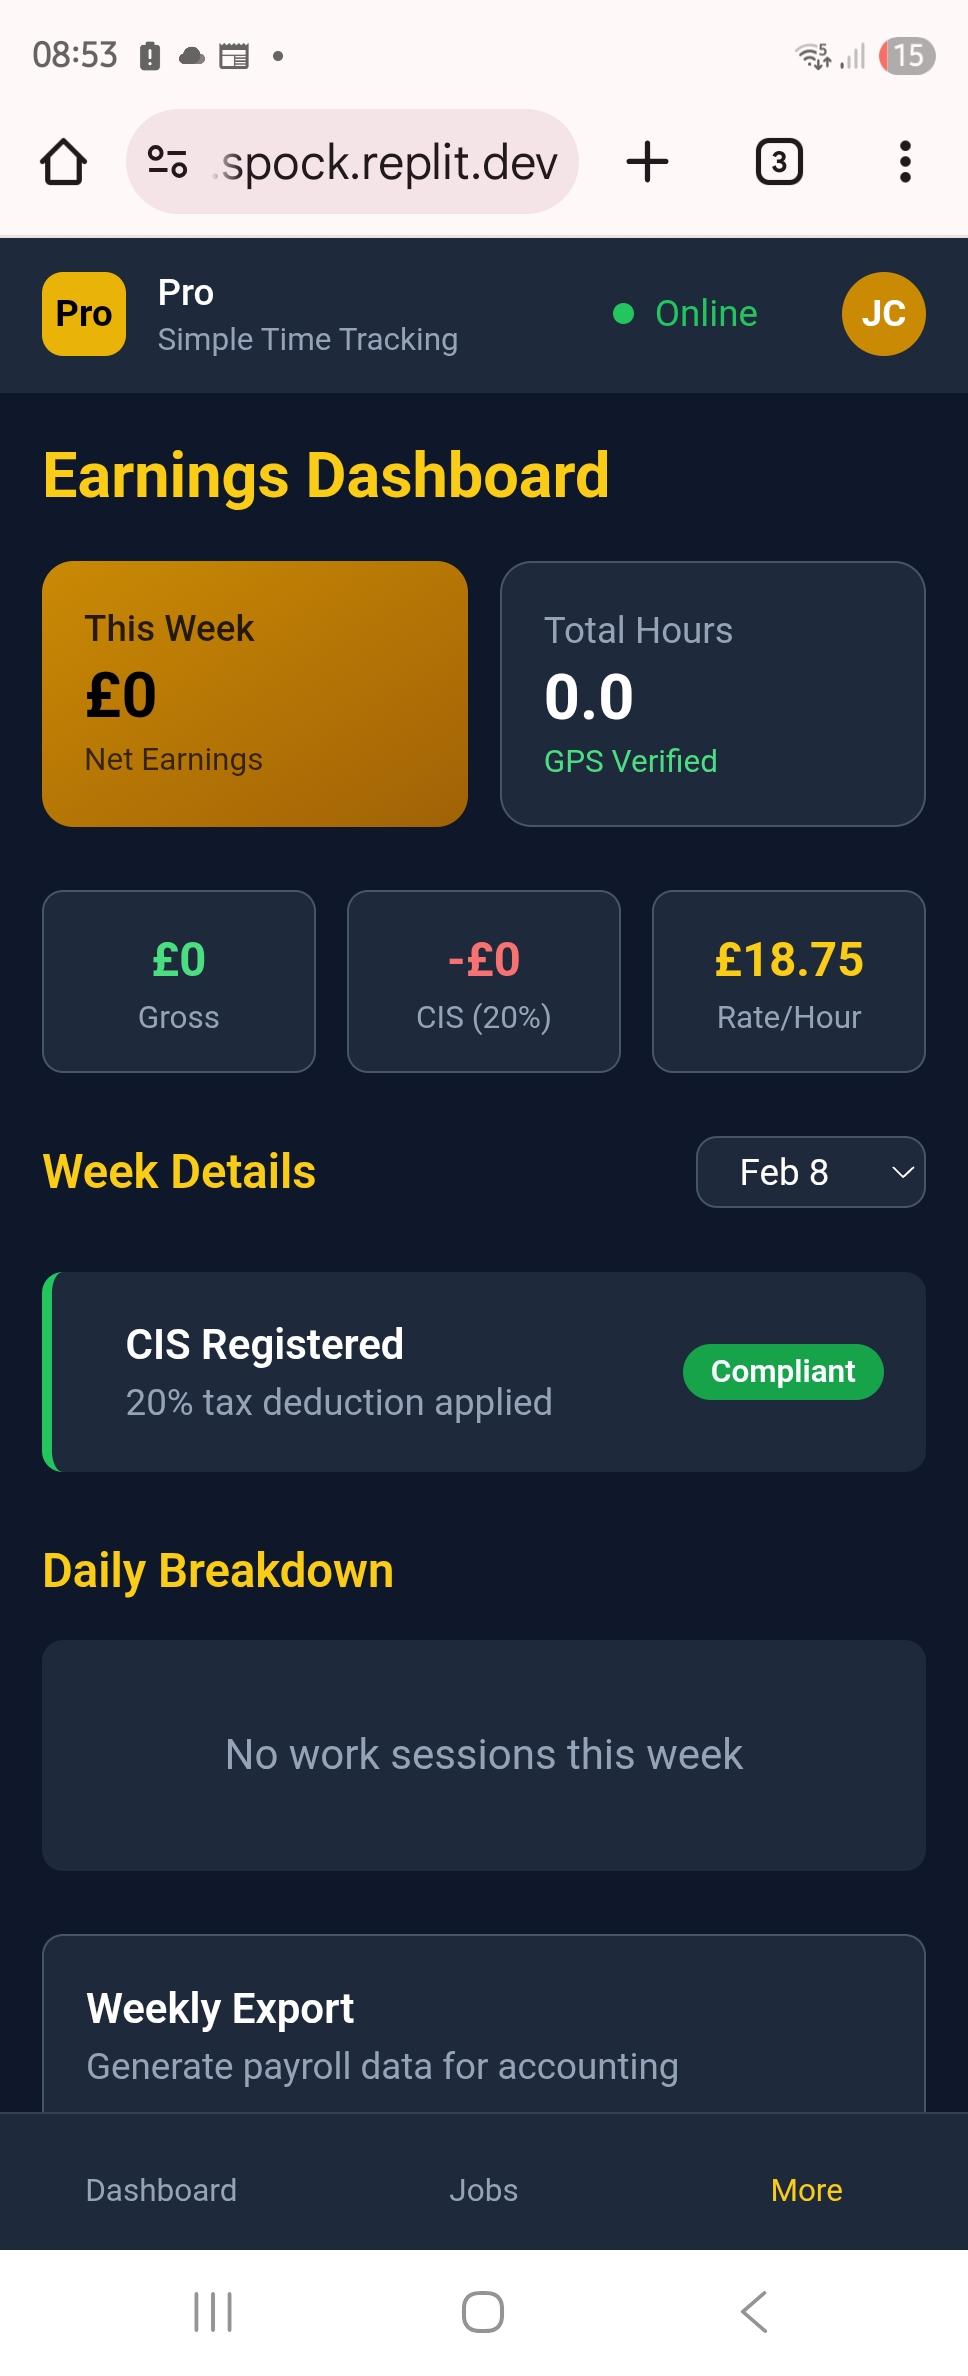 08:53
5
15
.spock.replit.dev
3
Pro
Pro
Simple Time Tracking
Online
JC
Earnings Dashboard
This Week
£0
Net Earnings
Total Hours
0.0
GPS Verified
£0
Gross
-£0
CIS (20%)
£18.75
Rate/Hour
Week Details
Feb 8
CIS Registered
20% tax deduction applied
Compliant
Daily Breakdown
No work sessions this week
Weekly Export
Generate payroll data for accounting
Dashboard
Jobs
More